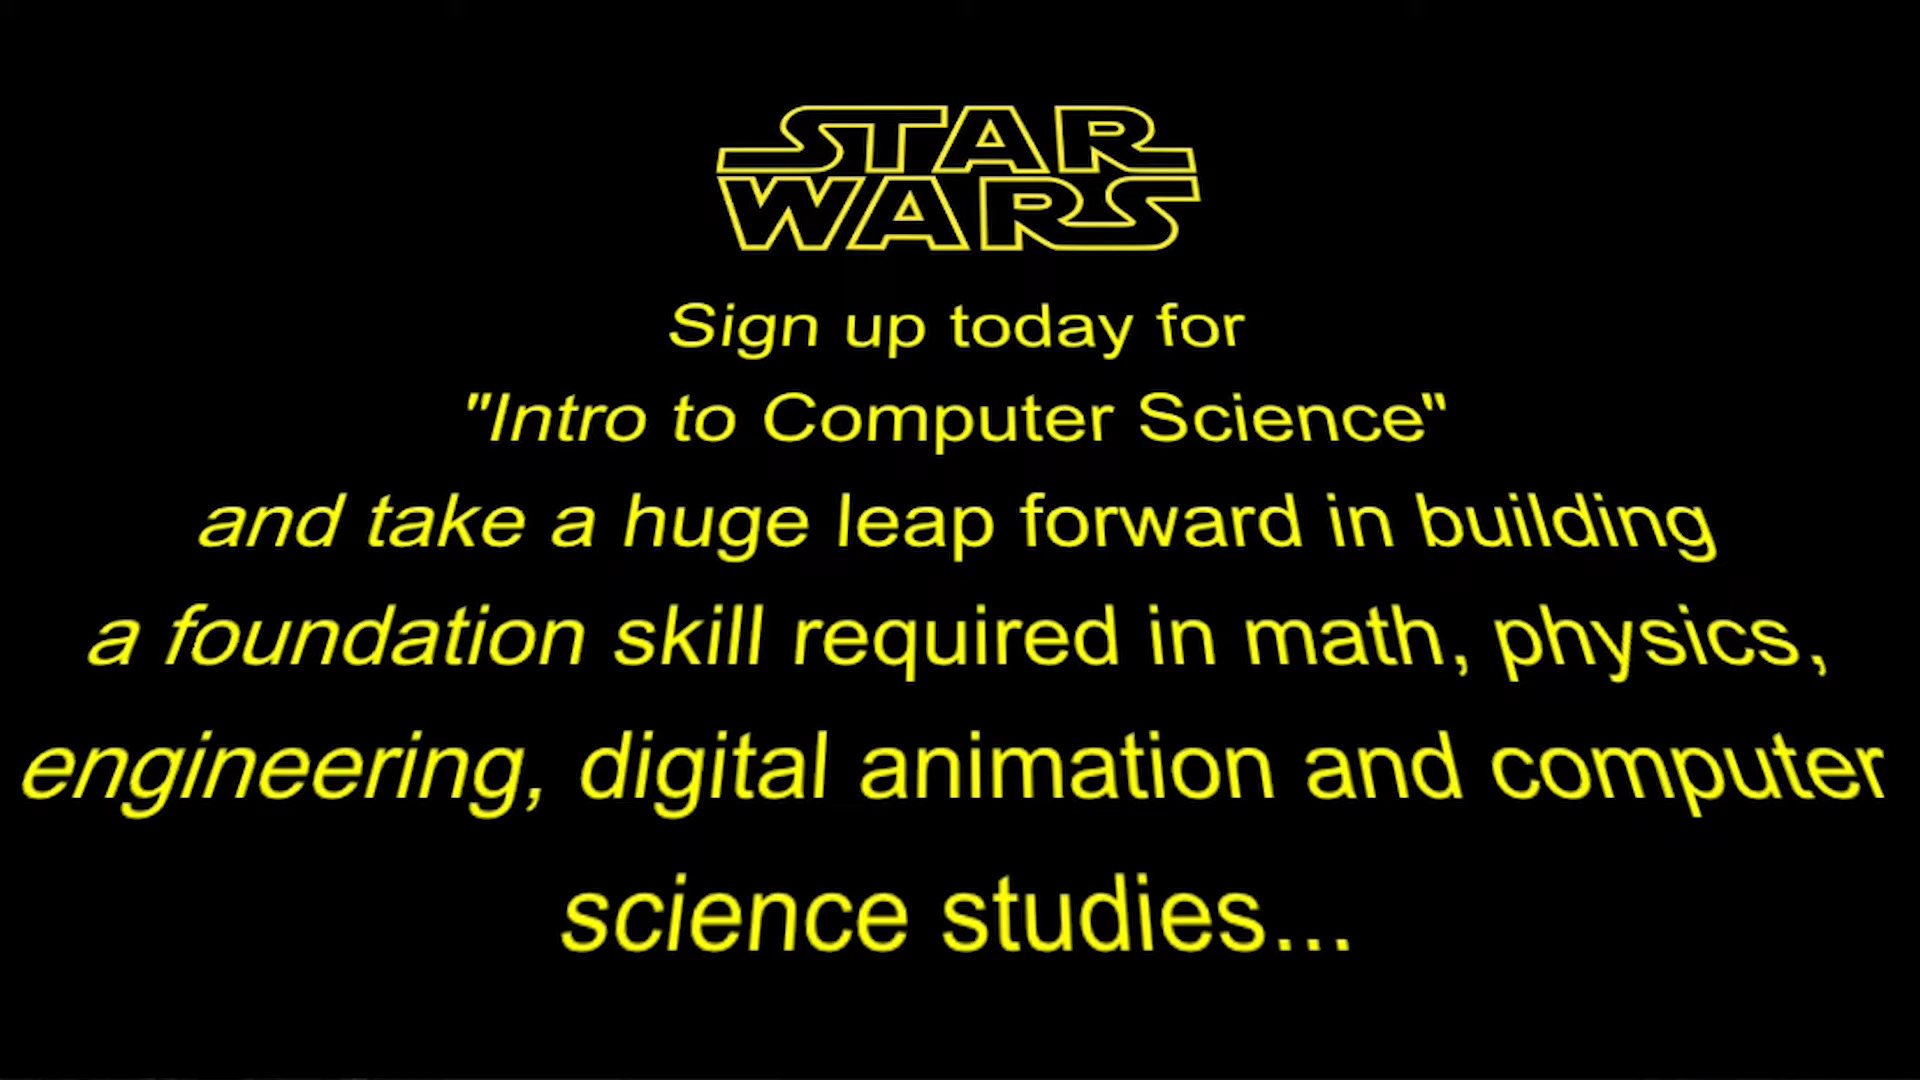 STAR
WARS
Sign up today for
"Intro to Computer Science"
and take a huge leap forward in building
a foundation skill required in math, physics,
engineering, digital animation and computer
science studies...